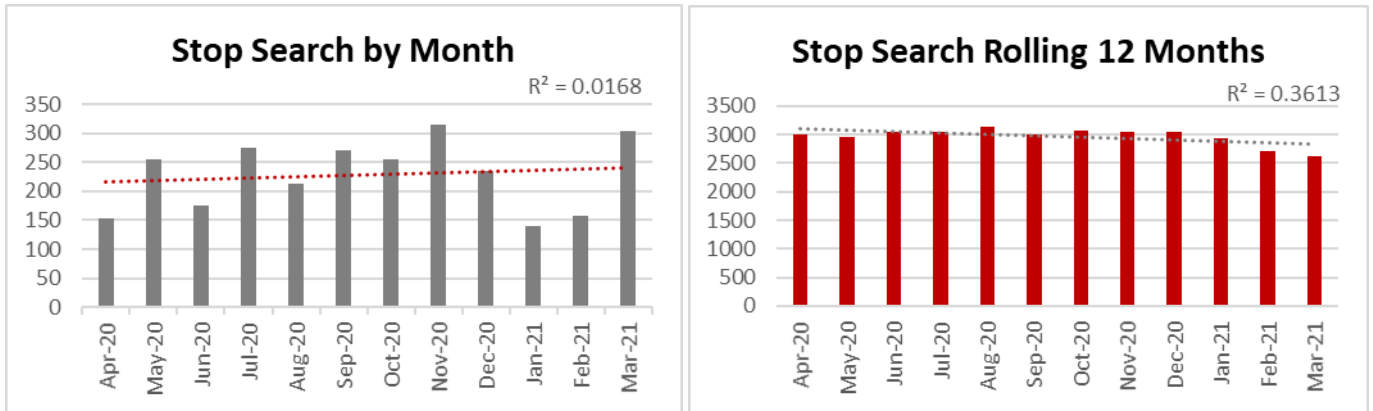 Stop Search by Month
R² = 0.0168
350
300
250
200
150
100
50
0
Apr-20
May-20
Jun-20
Jul-20
Aug-20
Sep-20
Oct-20
Nov-20
Dec-20
Jan-21
Feb-21
Mar-21
Stop Search Rolling 12 Months
R² = 0.3613
3500
3000
2500
2000
1500
1000
500
0
Apr-20
May-20
Jun-20
Jul-20
Aug-20
Sep-20
Oct-20
Nov-20
Dec-20
Jan-21
Feb-21
Mar-21